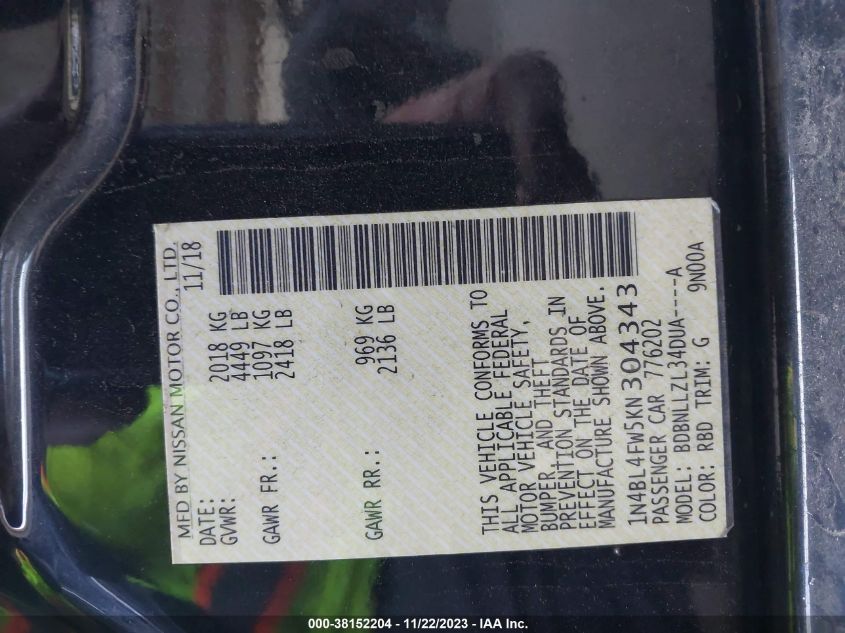 MFD BY NISSAN MOTOR CO., LTD.
DATE: 11/18
GVWR: 2018 KG
4449 LB
GAWR FR.: 1097 KG
2418 LB
GAWR RR.: 969 KG
2136 LB
THIS VEHICLE CONFORMS TO
ALL APPLICABLE FEDERAL
MOTOR VEHICLE SAFETY,
BUMPER, AND THEFT
PREVENTION STANDARDS IN
EFFECT ON THE DATE OF
MANUFACTURE SHOWN ABOVE.
1N4BL4FW5KN304343
PASSENGER CAR 776202
MODEL: BDBNLLZL34DUA----A
COLOR: RBD TRIM: G 9N00A
000-38152204 - 11/22/2023 - IAA Inc.